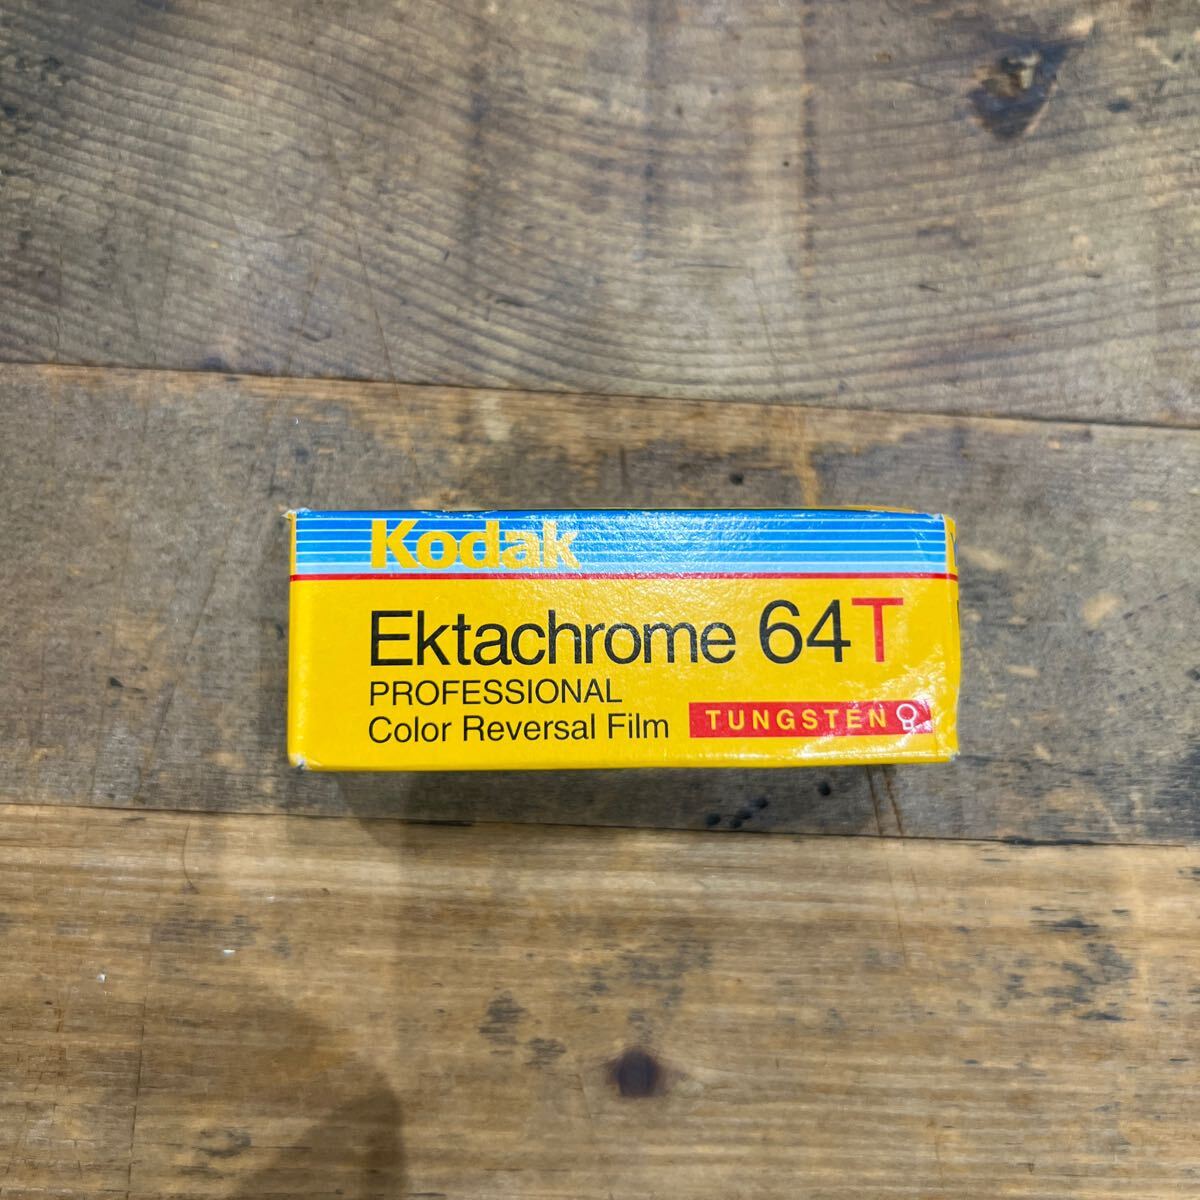 Kodak
Ektachrome 64T
PROFESSIONAL
Color Reversal Film
TUNGSTEN